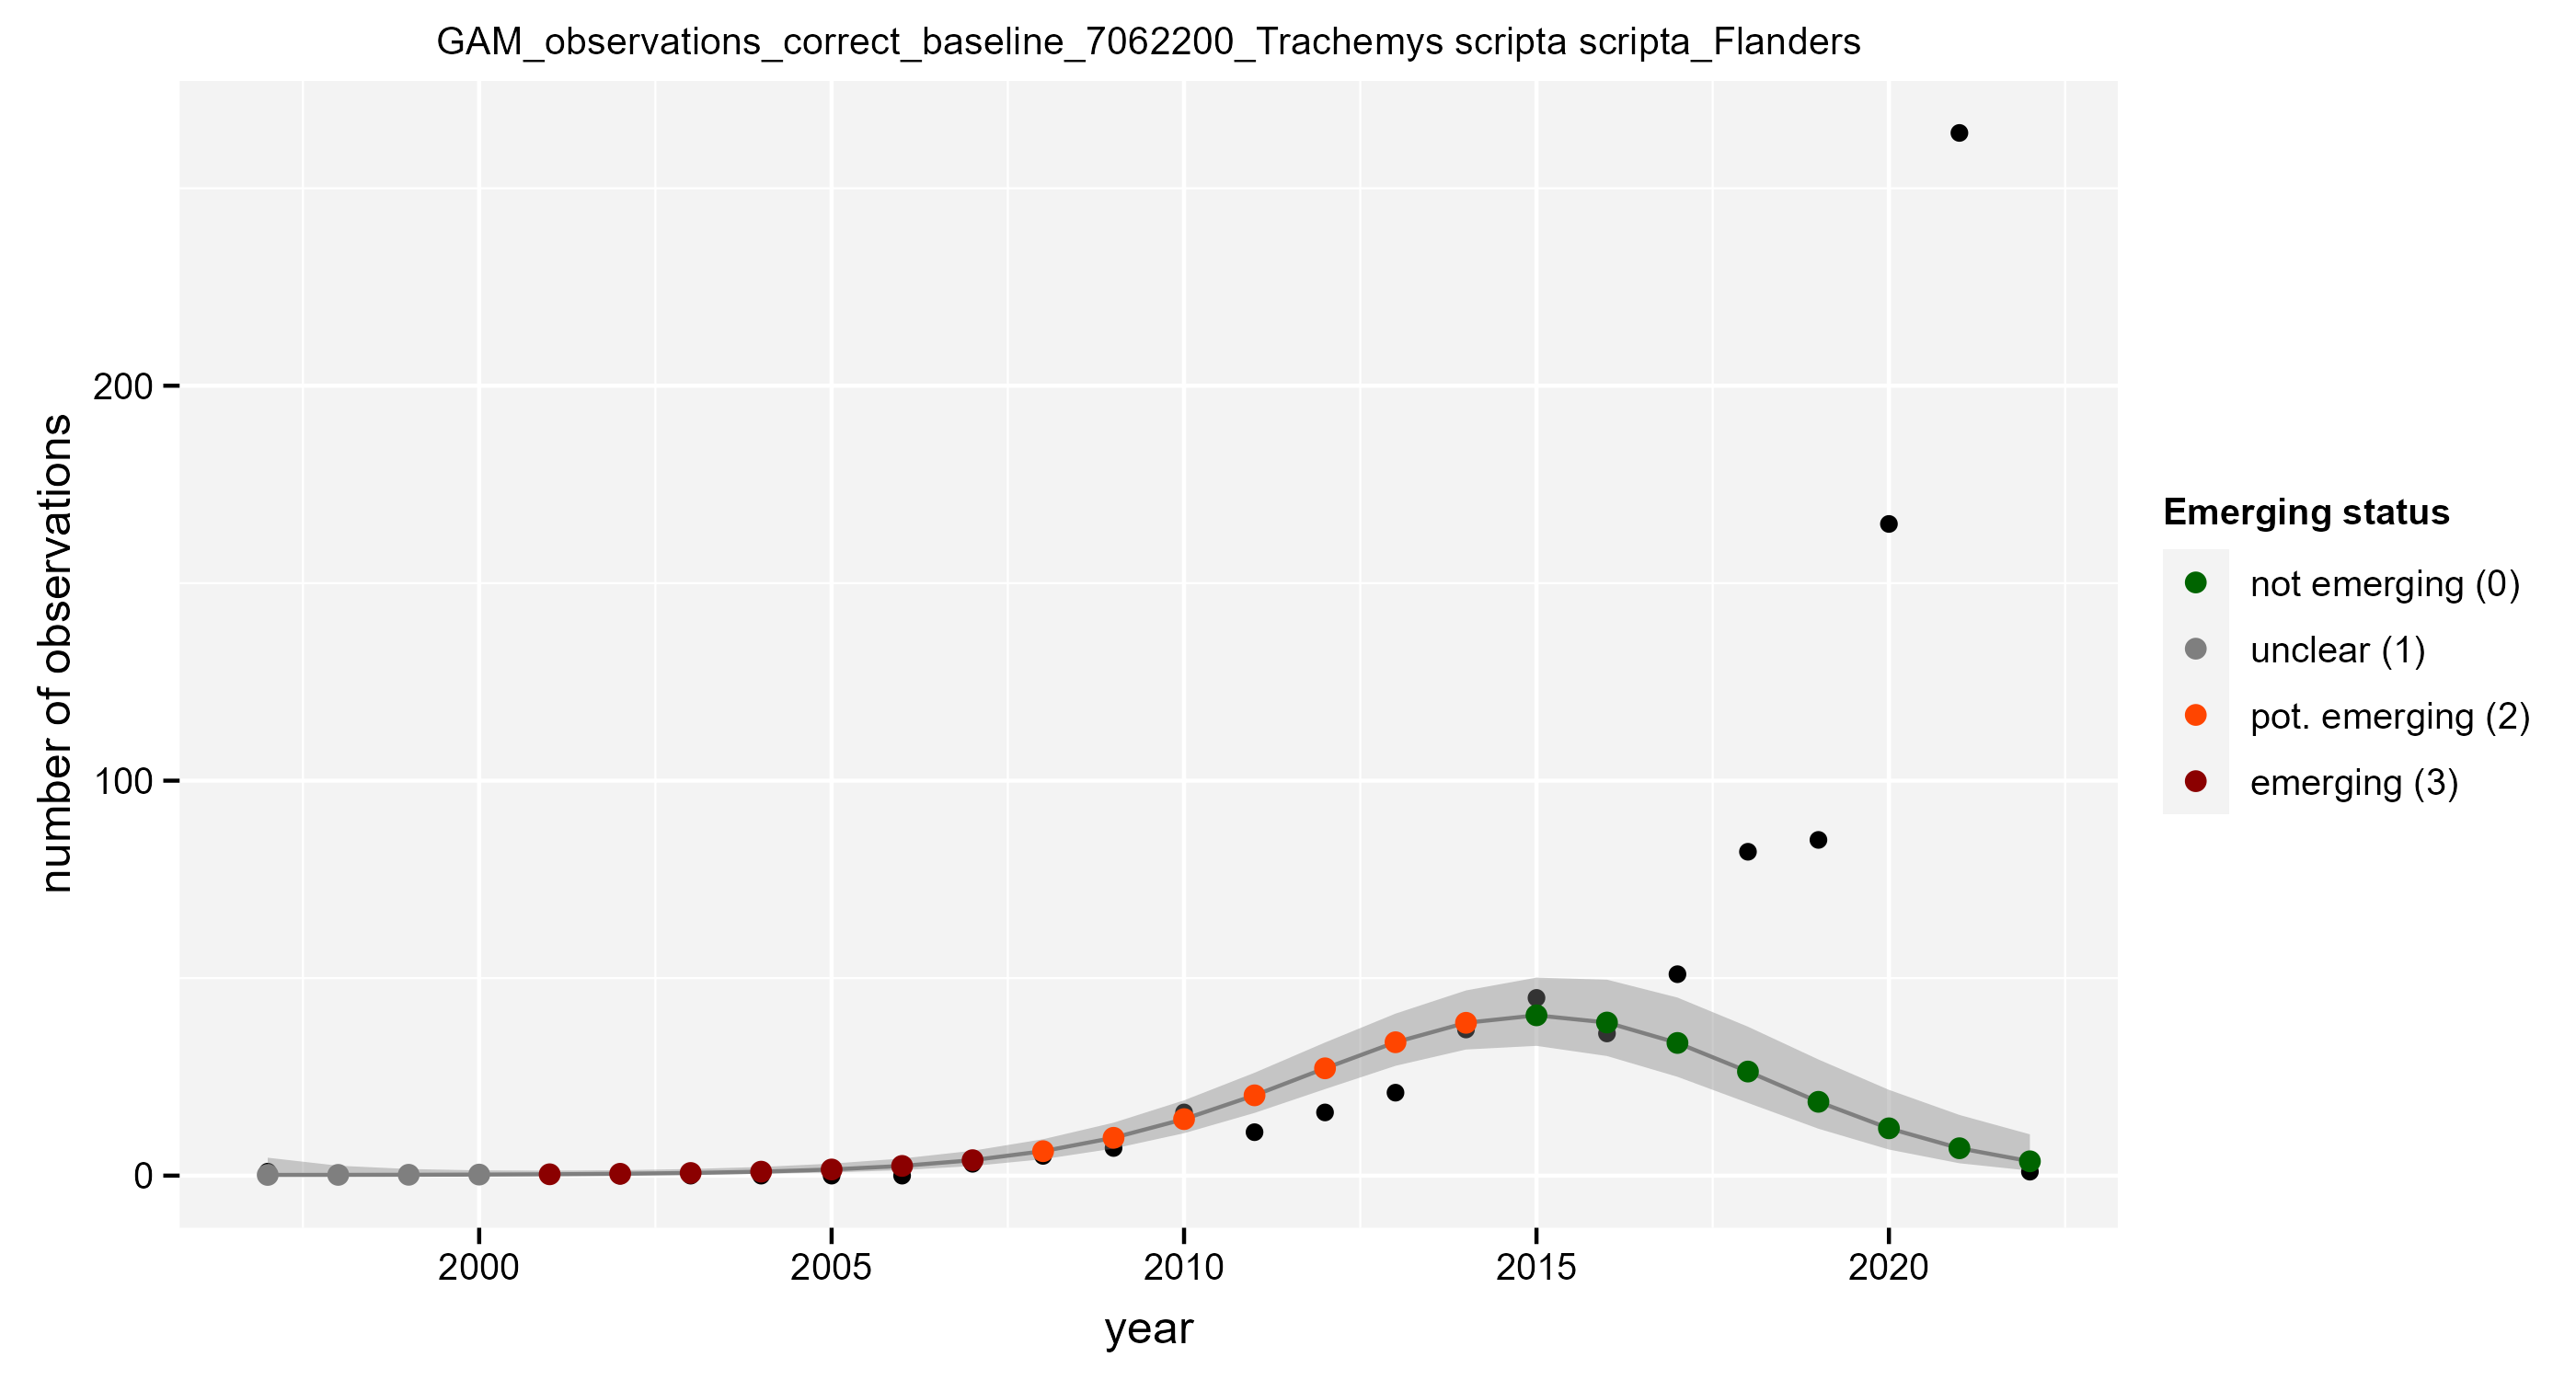 GAM_observations_correct_baseline_7062200_Trachemys scripta scripta_Flanders
number of observations
200
100
0
2000
2005
2010
2015
2020
year
Emerging status
not emerging (0)
unclear (1)
pot. emerging (2)
emerging (3)